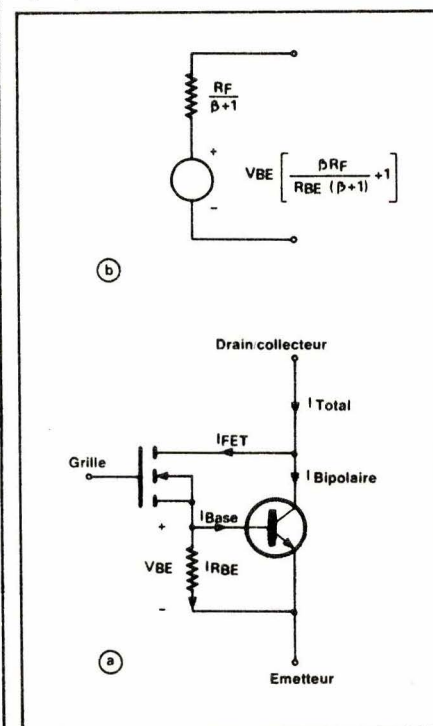 RF
β+1
+
VBE [ βRF / RBE (β+1) +1 ]
-
b
Drain/collecteur
I Total
IFET
Grille
I Bipolaire
IBase
+
VBE
IRBE
-
a
Emetteur